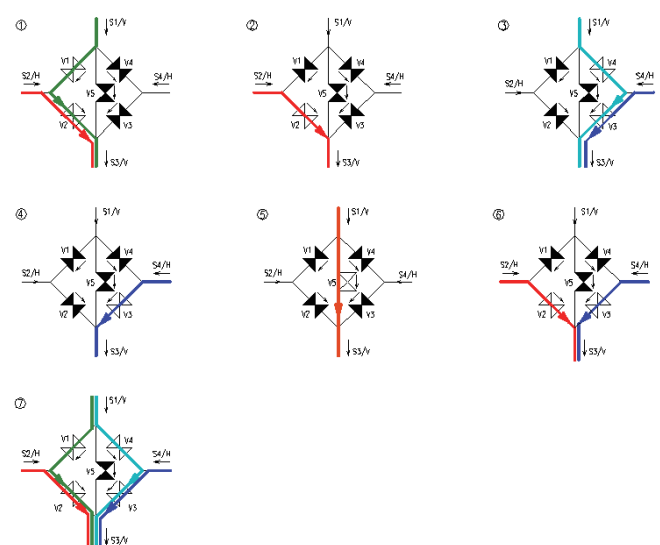 ① S1/V
V1 V4
S2/H S4/H
V5
V2 V3
S3/V
② S1/V
V1 V4
S2/H S4/H
V5
V2 V3
S3/V
③ S1/V
V1 V4
S2/H S4/H
V5
V2 V3
S3/V
④ S1/V
V1 V4
S2/H S4/H
V5
V2 V3
S3/V
⑤ S1/V
V1 V4
S2/H S4/H
V5
V2 V3
S3/V
⑥ S1/V
V1 V4
S2/H S4/H
V5
V2 V3
S3/V
⑦ S1/V
V1 V4
S2/H S4/H
V5
V2 V3
S3/V